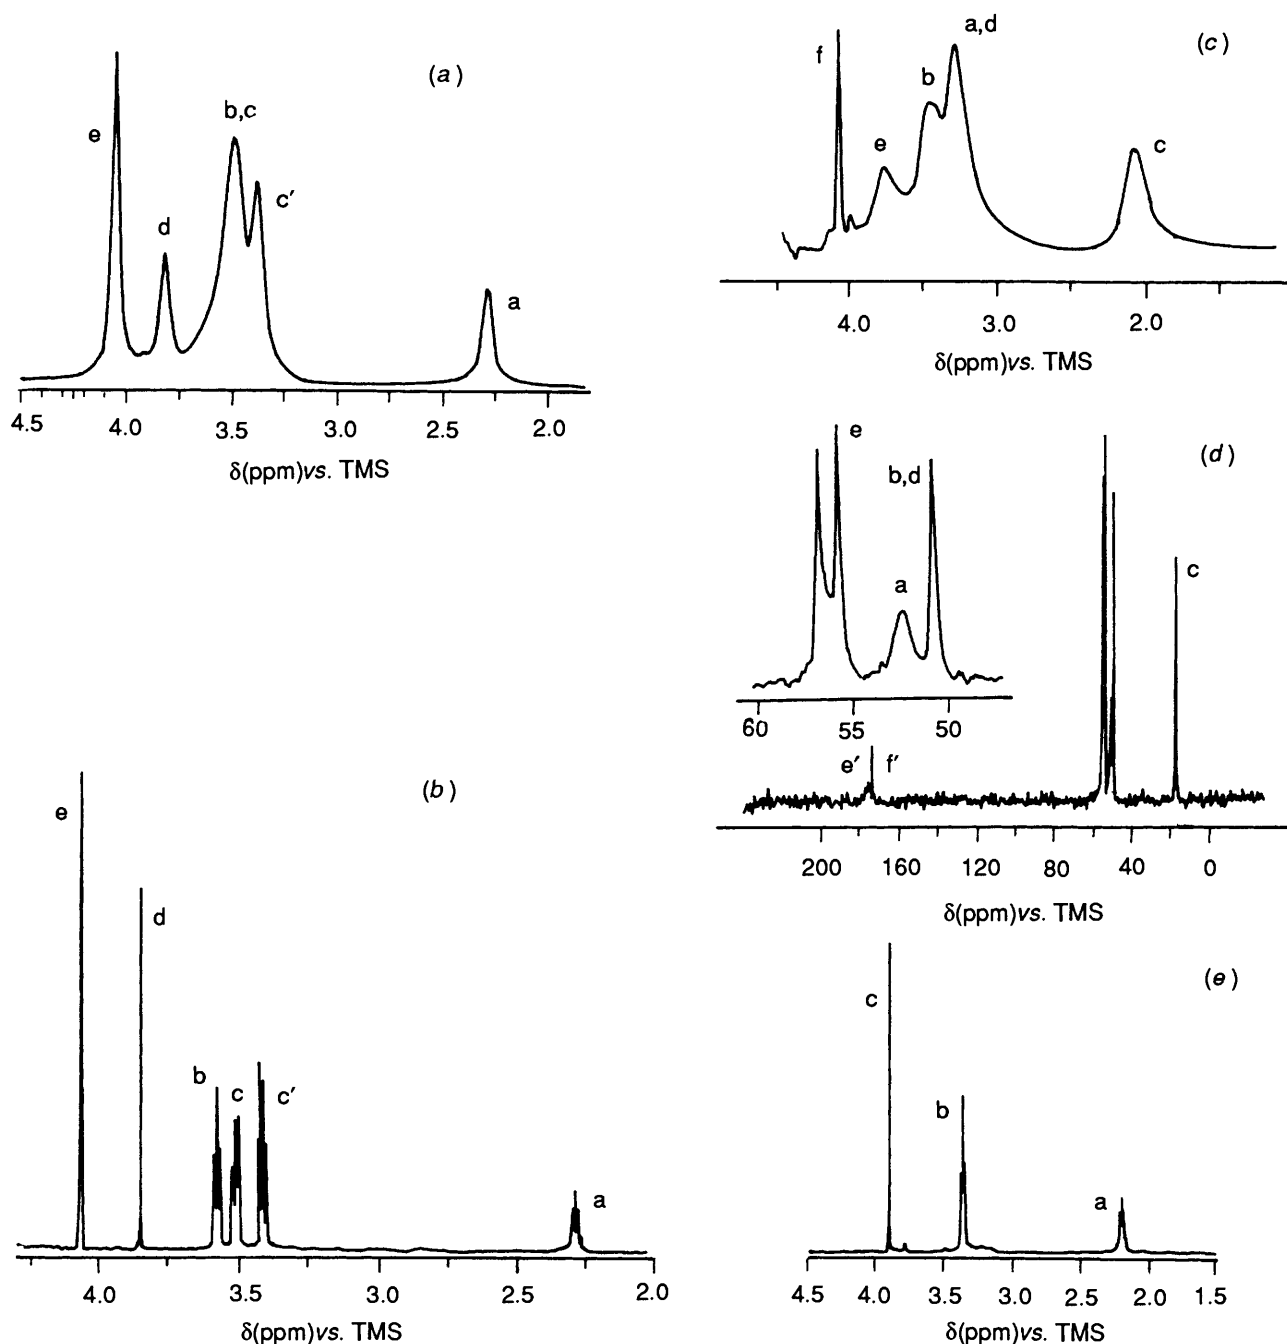 (a)
e
d
b,c
c′
a
4.5 4.0 3.5 3.0 2.5 2.0
δ(ppm)vs. TMS
(b)
e
d
b
c
c′
a
4.0 3.5 3.0 2.5 2.0
δ(ppm)vs. TMS
(c)
f
e
b
a,d
c
4.0 3.0 2.0
δ(ppm)vs. TMS
(d)
e
b,d
a
c
60 55 50
e′ f′
200 160 120 80 40 0
δ(ppm)vs. TMS
(e)
c
b
a
4.5 4.0 3.5 3.0 2.5 2.0 1.5
δ(ppm)vs. TMS